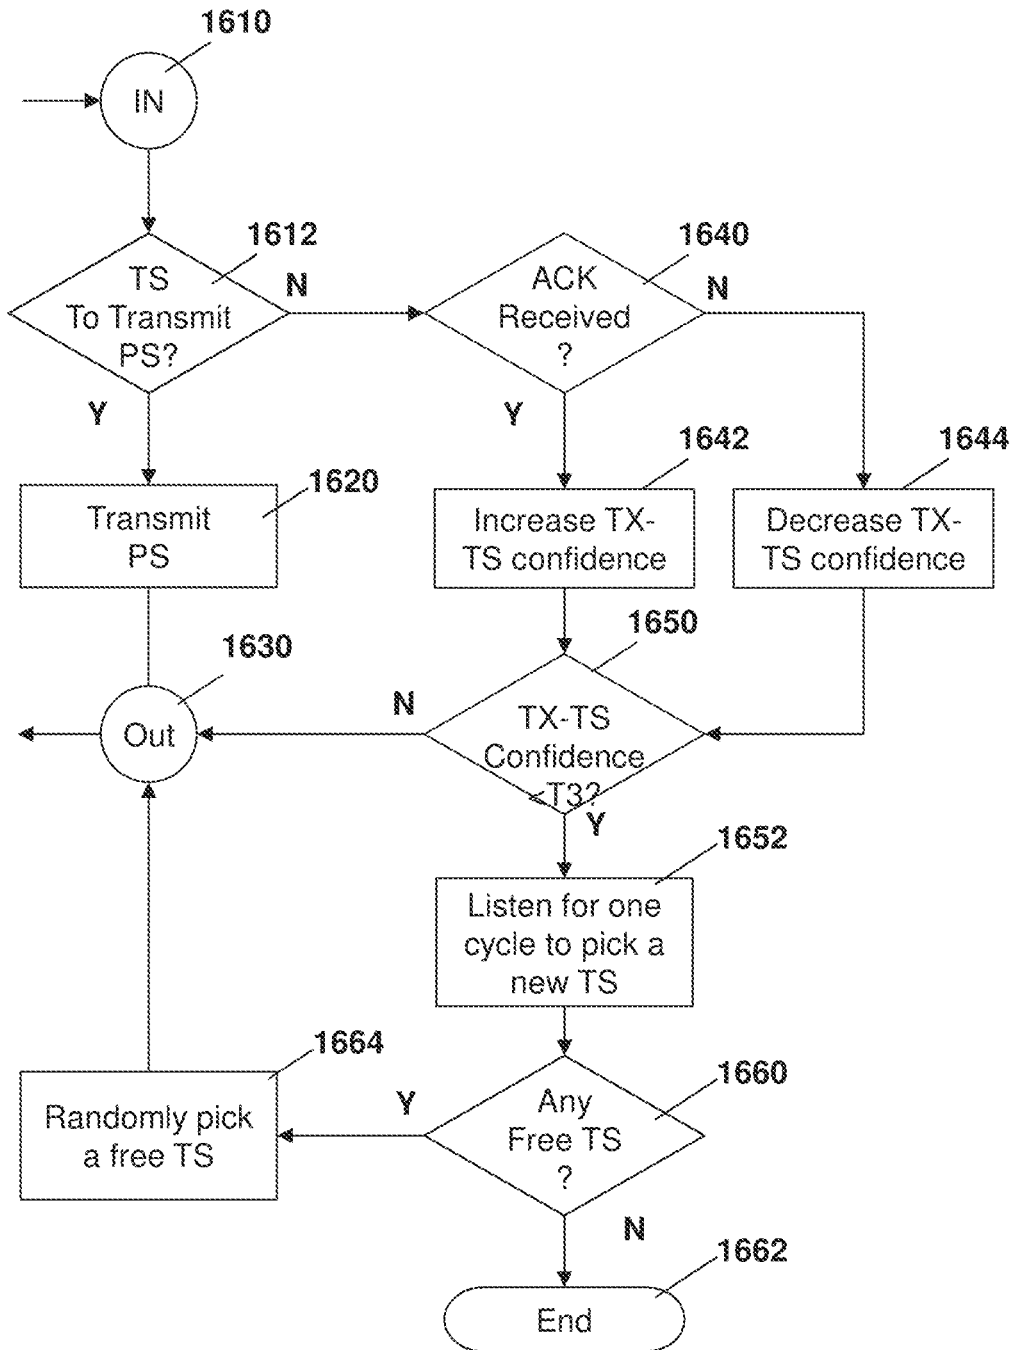 1610
IN
1612
TS
To Transmit
PS?
N
Y
1640
ACK
Received
?
N
Y
1620
Transmit
PS
1642
Increase TX-
TS confidence
1644
Decrease TX-
TS confidence
1630
Out
1650
TX-TS
Confidence
<T3?
N
Y
1652
Listen for one
cycle to pick a
new TS
1664
Randomly pick
a free TS
1660
Any
Free TS
?
Y
N
1662
End